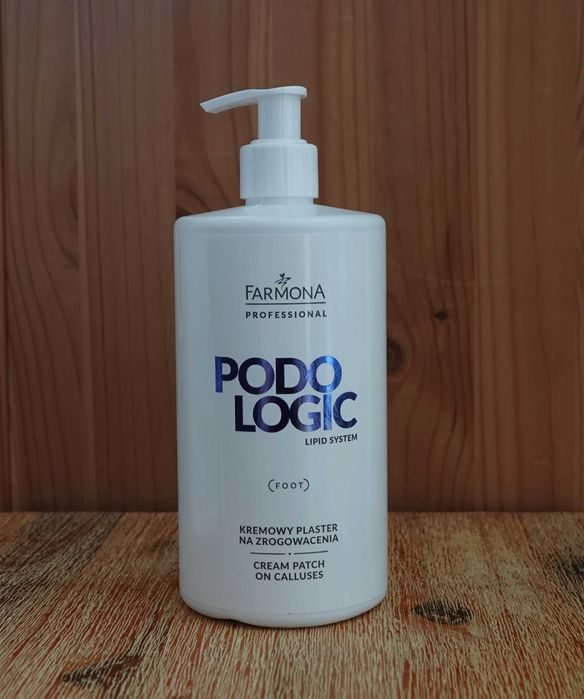 FARMONA
PROFESSIONAL
PODO
LOGIC
LIPID SYSTEM
(FOOT)
KREMOWY PLASTER
NA ZROGOWACENIA
CREAM PATCH
ON CALLUSES